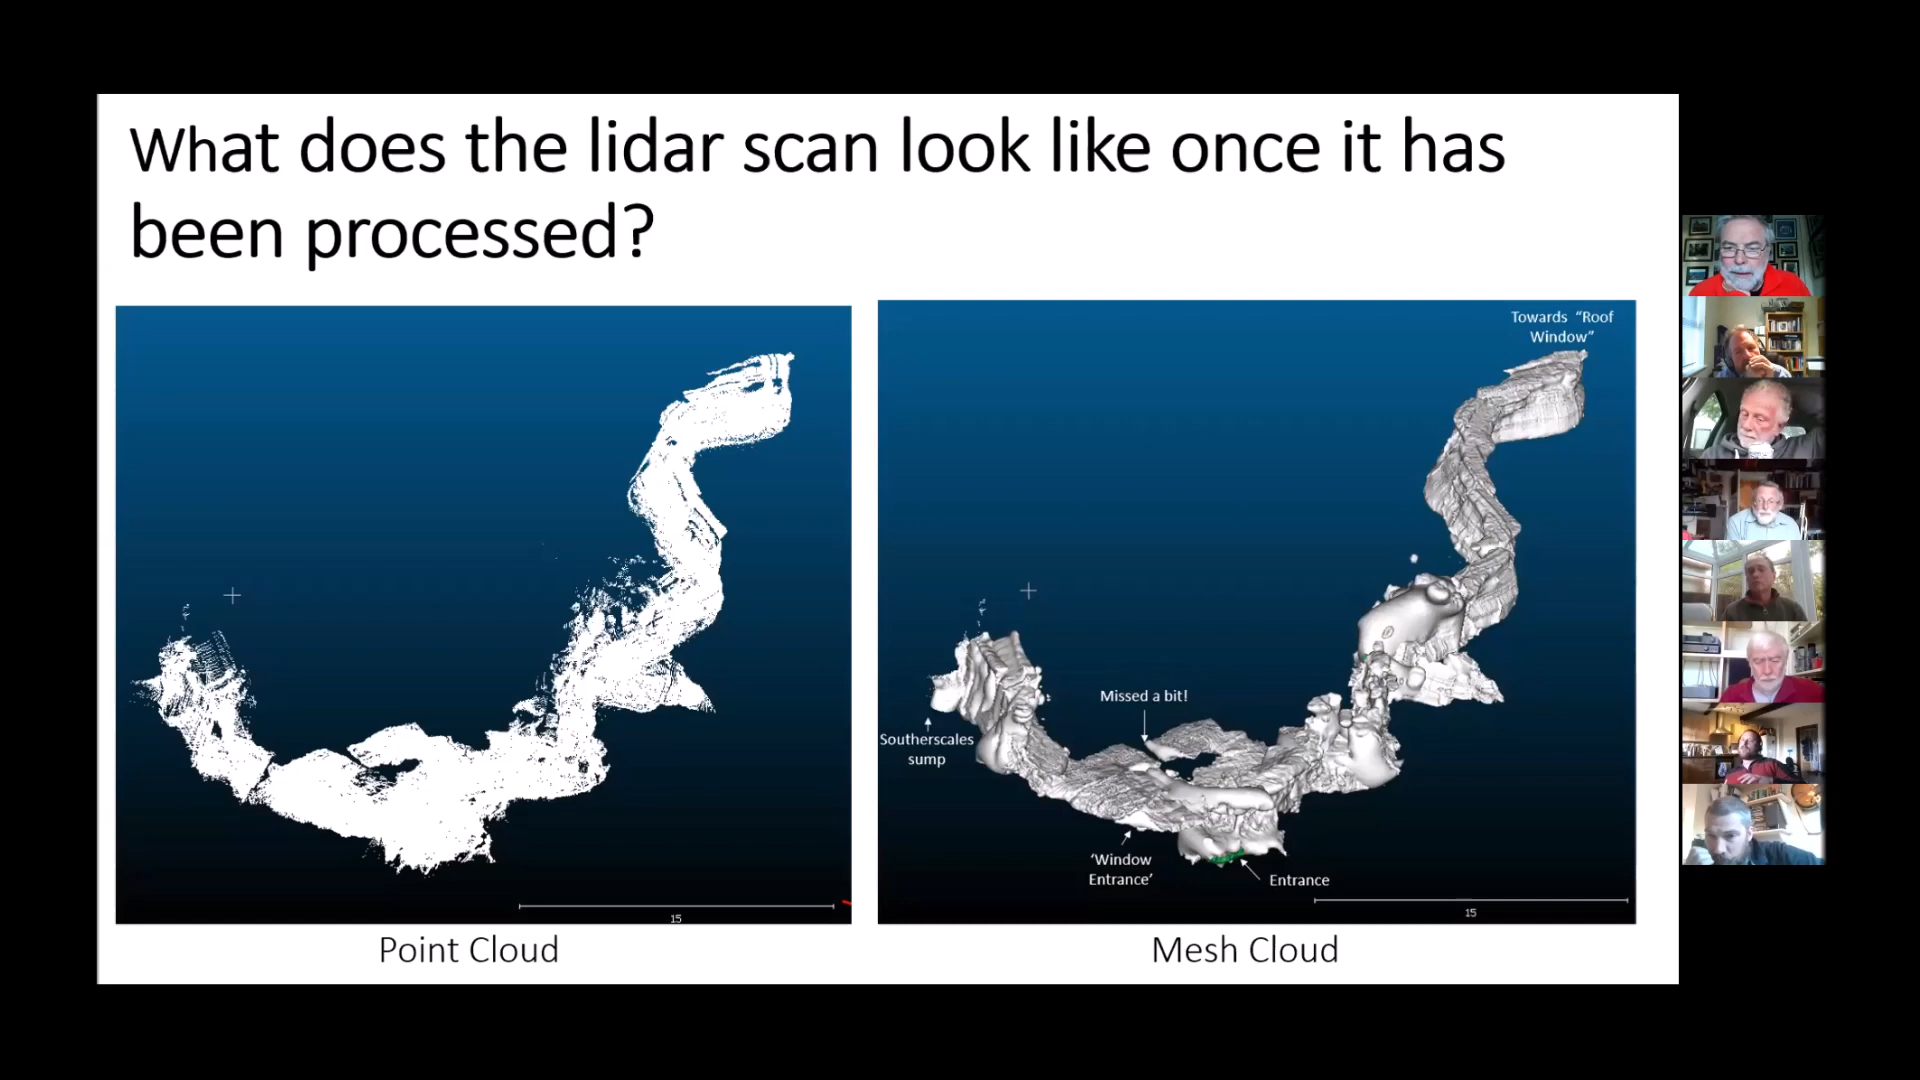 What does the lidar scan look like once it has
been processed?
Towards “Roof
Window”
Missed a bit!
Southerscales
sump
‘Window
Entrance’
Entrance
15
15
Point Cloud
Mesh Cloud